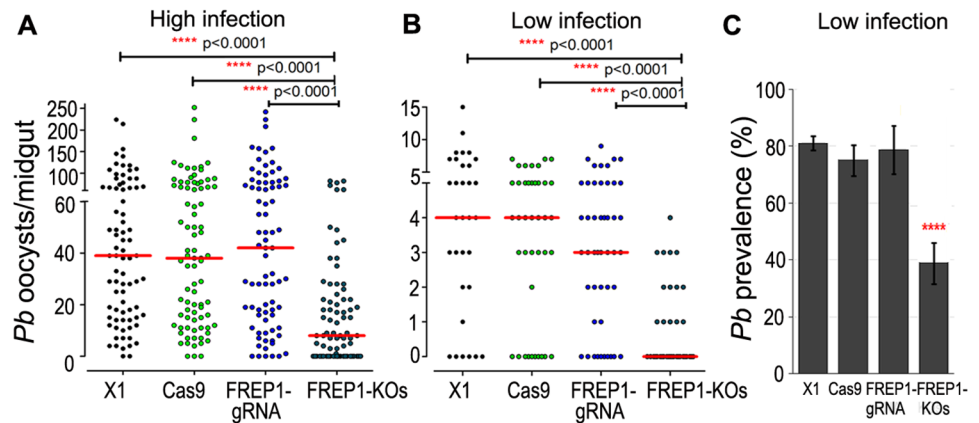 A
High infection
**** p<0.0001
**** p<0.0001
**** p<0.0001
Pb oocysts/midgut
250
200
150
100
60
40
20
0
X1
Cas9
FREP1-
gRNA
FREP1-KOs
B
Low infection
**** p<0.0001
**** p<0.0001
**** p<0.0001
15
10
5
4
3
2
1
0
X1
Cas9
FREP1-
gRNA
FREP1-KOs
C
Low infection
Pb prevalence (%)
100
80
60
40
80
0
****
X1
Cas9
FREP1-
gRNA
FREP1-
KOs